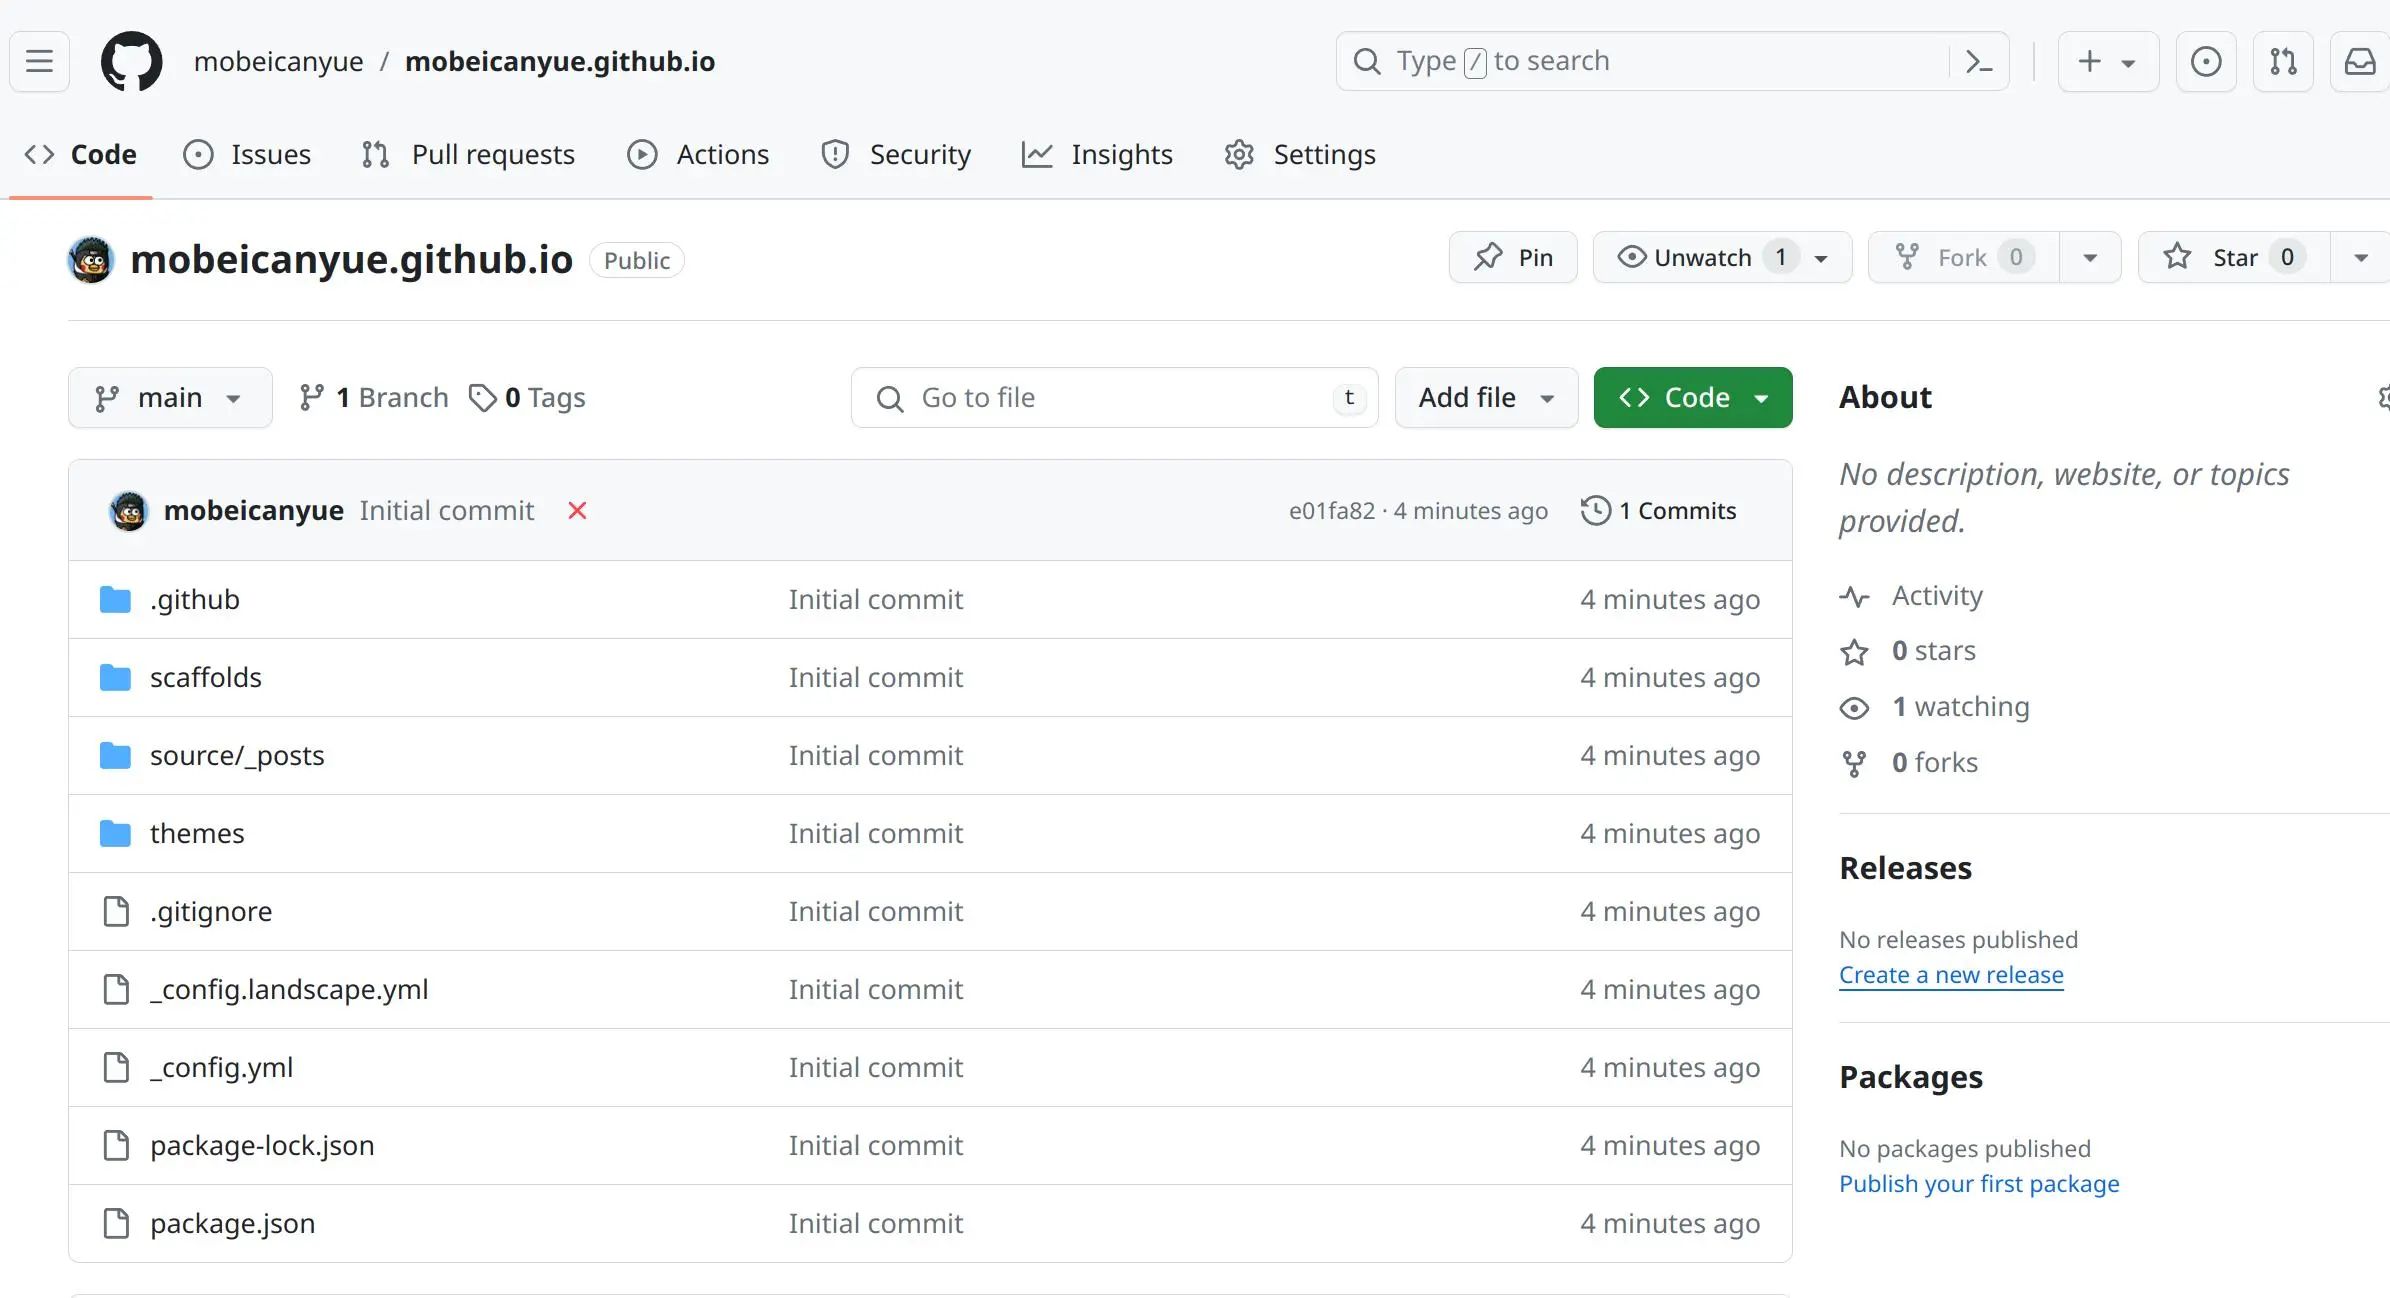 mobeicanyue / mobeicanyue.github.io
Type / to search
Code
Issues
Pull requests
Actions
Security
Insights
Settings
mobeicanyue.github.io Public
Pin
Unwatch 1
Fork 0
Star 0
main
1 Branch
0 Tags
Go to file t
Add file
Code
mobeicanyue Initial commit
e01fa82 · 4 minutes ago
1 Commits
.github Initial commit 4 minutes ago
scaffolds Initial commit 4 minutes ago
source/_posts Initial commit 4 minutes ago
themes Initial commit 4 minutes ago
.gitignore Initial commit 4 minutes ago
_config.landscape.yml Initial commit 4 minutes ago
_config.yml Initial commit 4 minutes ago
package-lock.json Initial commit 4 minutes ago
package.json Initial commit 4 minutes ago
About
No description, website, or topics
provided.
Activity
0 stars
1 watching
0 forks
Releases
No releases published
Create a new release
Packages
No packages published
Publish your first package